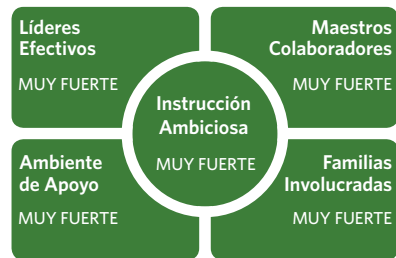 Líderes
Efectivos
MUY FUERTE
Maestros
Colaboradores
MUY FUERTE
Instrucción
Ambiciosa
MUY FUERTE
Ambiente
de Apoyo
MUY FUERTE
Familias
Involucradas
MUY FUERTE